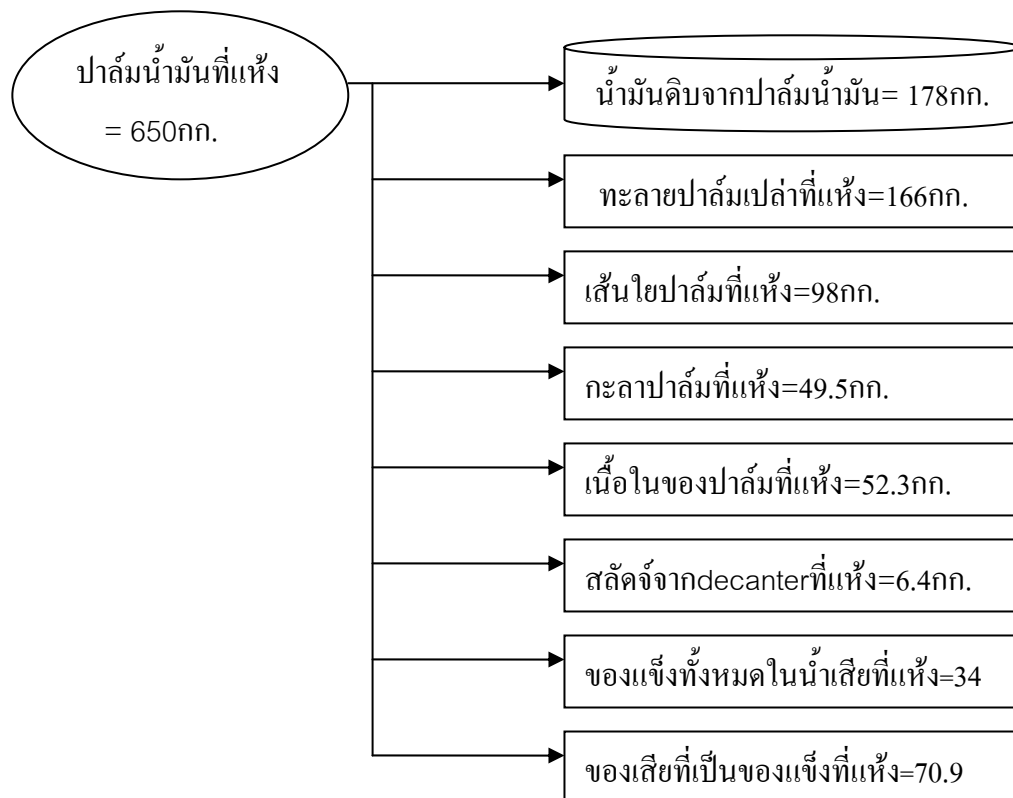 ปาล์มน้ำมันที่แห้ง
= 650กก.
น้ำมันดิบจากปาล์มน้ำมัน= 178กก.
ทะลายปาล์มเปล่าที่แห้ง=166กก.
เส้นใยปาล์มที่แห้ง=98กก.
กะลาปาล์มที่แห้ง=49.5กก.
เนื้อในของปาล์มที่แห้ง=52.3กก.
สลัดจ์จากdecanterที่แห้ง=6.4กก.
ของแข็งทั้งหมดในน้ำเสียที่แห้ง=34
ของเสียที่เป็นของแข็งที่แห้ง=70.9